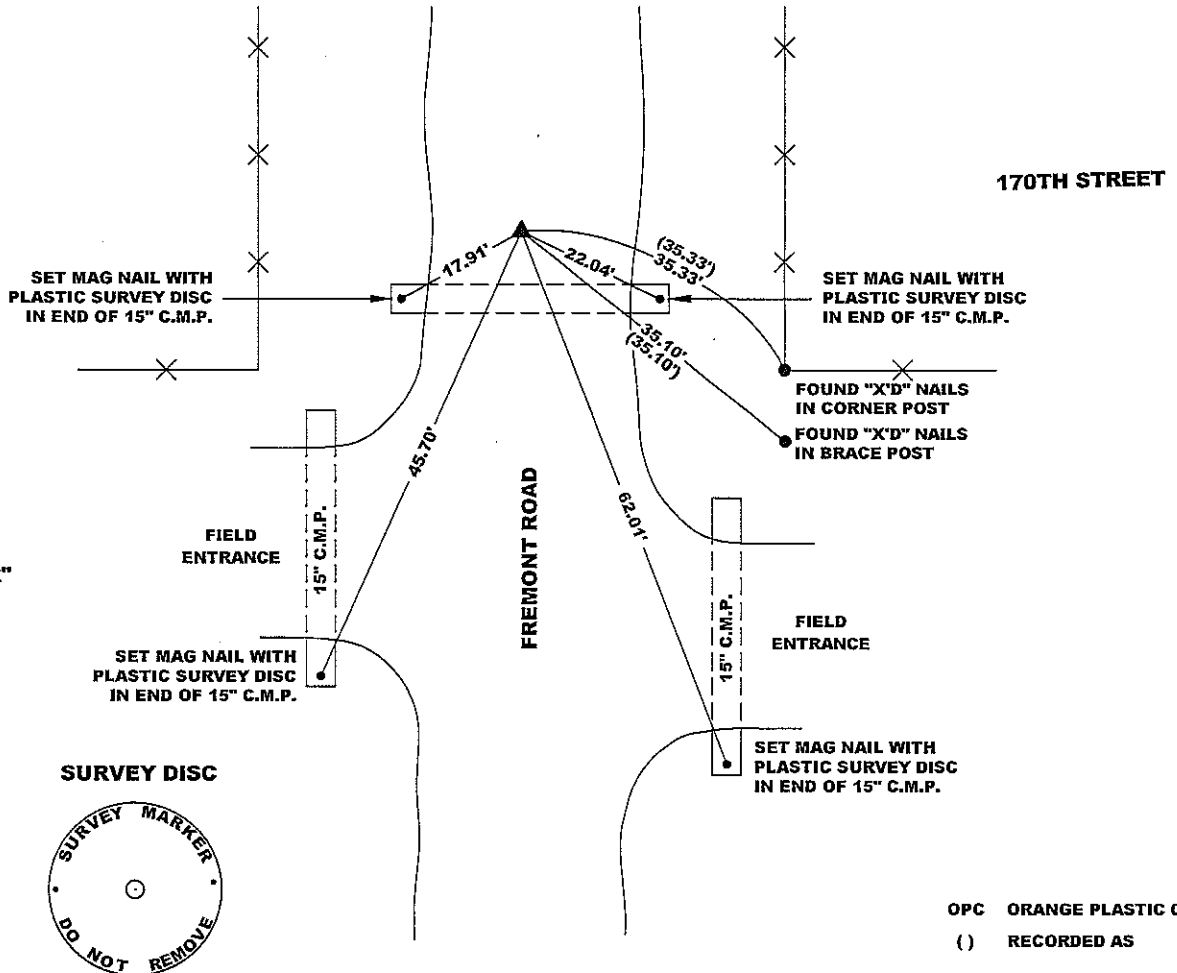 170TH STREET
(35.33')
35.33'
17.91'
22.04'
SET MAG NAIL WITH
PLASTIC SURVEY DISC
IN END OF 15" C.M.P.
SET MAG NAIL WITH
PLASTIC SURVEY DISC
IN END OF 15" C.M.P.
35.10'
(35.10')
FOUND "X'D" NAILS
IN CORNER POST
FOUND "X'D" NAILS
IN BRACE POST
45.70'
62.01'
FREMONT ROAD
FIELD
ENTRANCE
15" C.M.P.
"
SET MAG NAIL WITH
PLASTIC SURVEY DISC
IN END OF 15" C.M.P.
15" C.M.P.
FIELD
ENTRANCE
SET MAG NAIL WITH
PLASTIC SURVEY DISC
IN END OF 15" C.M.P.
SURVEY DISC
SURVEY MARKER
DO NOT REMOVE
OPC ORANGE PLASTIC
( ) RECORDED AS